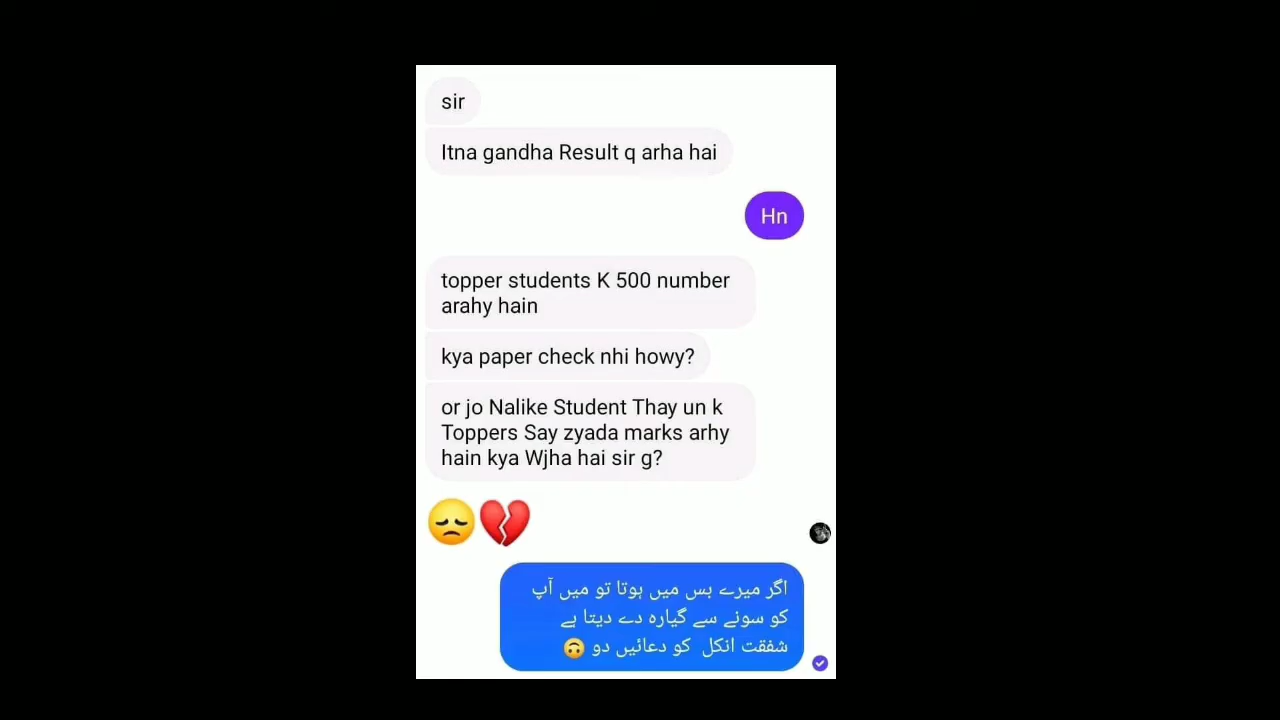 sir
Itna gandha Result q arha hai
Hn
topper students K 500 number
arahy hain
kya paper check nhi howy?
or jo Nalike Student Thay un k
Toppers Say zyada marks arhy
hain kya Wjha hai sir g?
😞💔
اگر میرے بس میں ہوتا تو میں آپ
کو سونے سے گیارہ دے دیتا ہے
شفقت انکل کو دعائیں دو 🙃